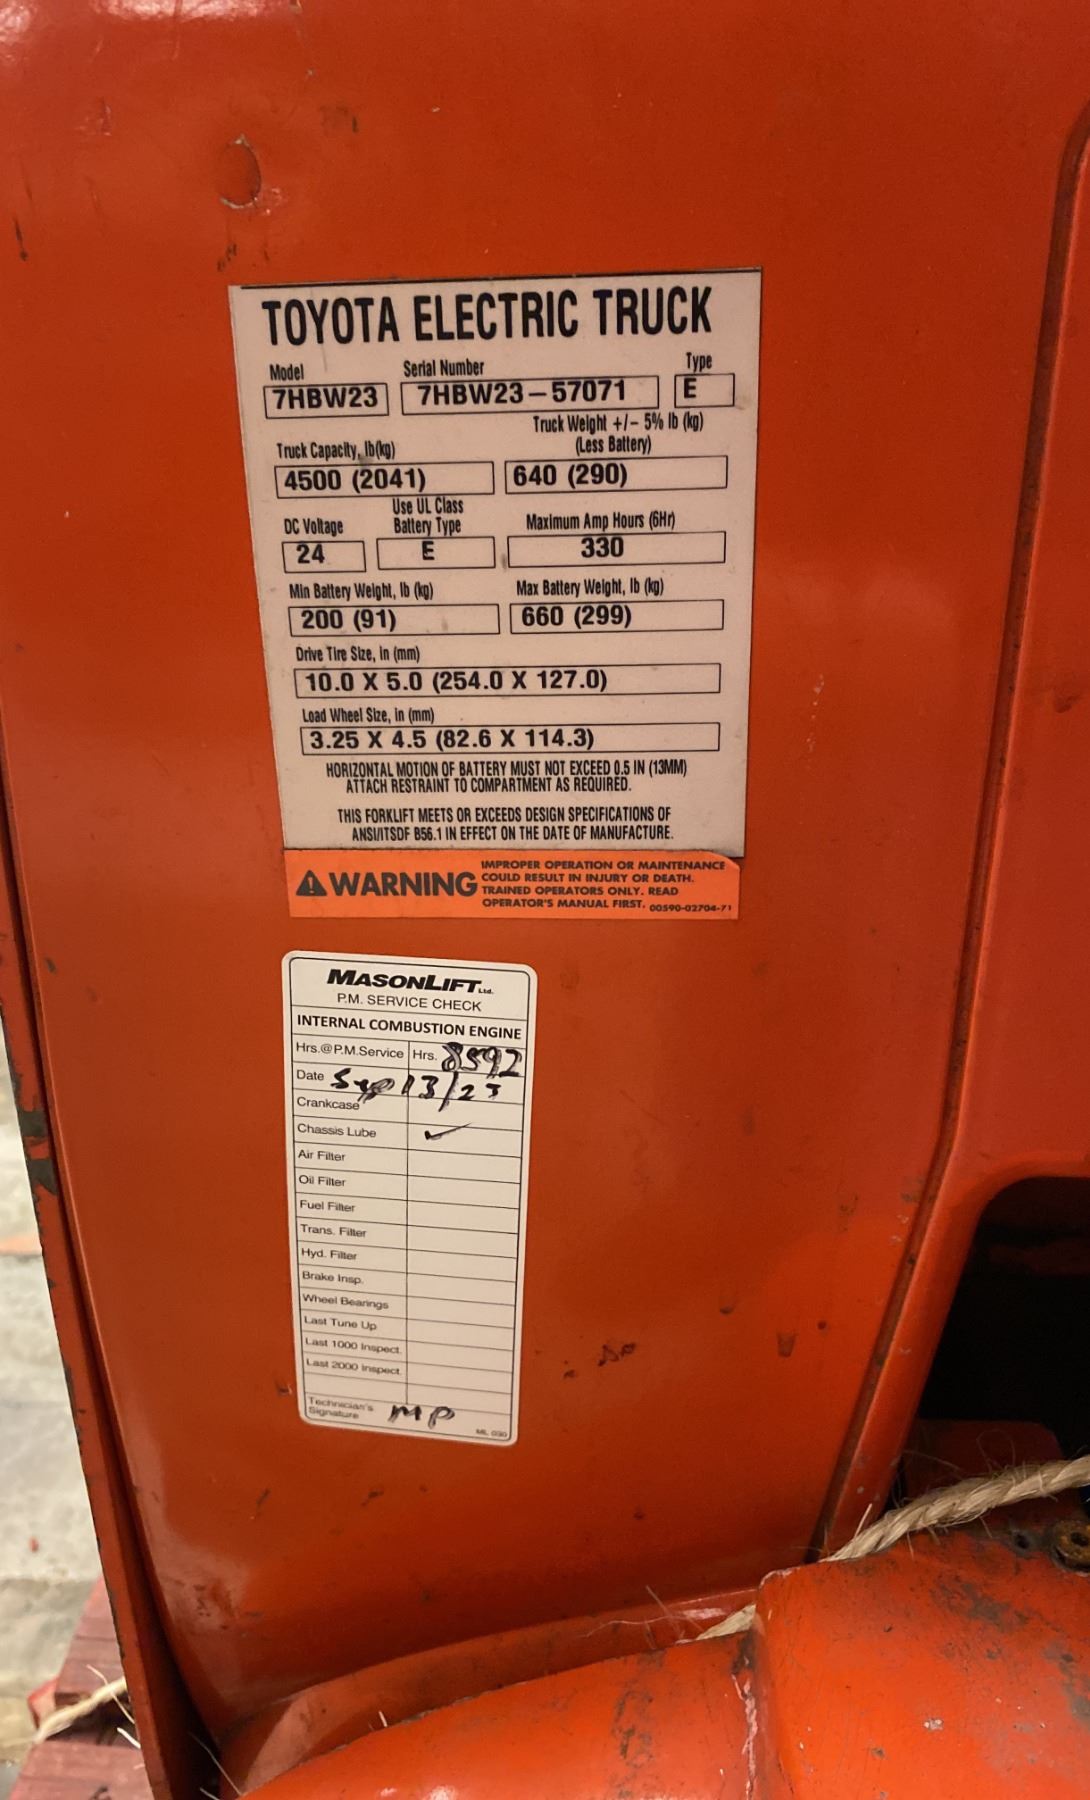 TOYOTA ELECTRIC TRUCK
Model Serial Number Type
7HBW23 7HBW23-57071 E
Truck Capacity, lb(kg) Truck Weight +/- 5% lb (kg) (Less Battery)
4500 (2041) 640 (290)
DC Voltage Use UL Class Battery Type Maximum Amp Hours (6Hr)
24 E 330
Min Battery Weight, lb (kg) Max Battery Weight, lb (kg)
200 (91) 660 (299)
Drive Tire Size, in (mm)
10.0 X 5.0 (254.0 X 127.0)
Load Wheel Size, in (mm)
3.25 X 4.5 (82.6 X 114.3)
HORIZONTAL MOTION OF BATTERY MUST NOT EXCEED 0.5 IN (13MM)
ATTACH RESTRAINT TO COMPARTMENT AS REQUIRED.
THIS FORKLIFT MEETS OR EXCEEDS DESIGN SPECIFICATIONS OF
ANSI/ITSDF B56.1 IN EFFECT ON THE DATE OF MANUFACTURE.
WARNING
IMPROPER OPERATION OR MAINTENANCE
COULD RESULT IN INJURY OR DEATH.
TRAINED OPERATORS ONLY. READ
OPERATOR'S MANUAL FIRST. 00590-02704-71
MASONLIFT Ltd.
P.M. SERVICE CHECK
INTERNAL COMBUSTION ENGINE
Hrs.@P.M.Service Hrs. 8592
Date Sep 13/23
Crankcase
Chassis Lube ✓
Air Filter
Oil Filter
Fuel Filter
Trans. Filter
Hyd. Filter
Brake Insp.
Wheel Bearings
Last Tune Up
Last 1000 Inspect.
Last 2000 Inspect.
Technician's Signature MP
ML 030